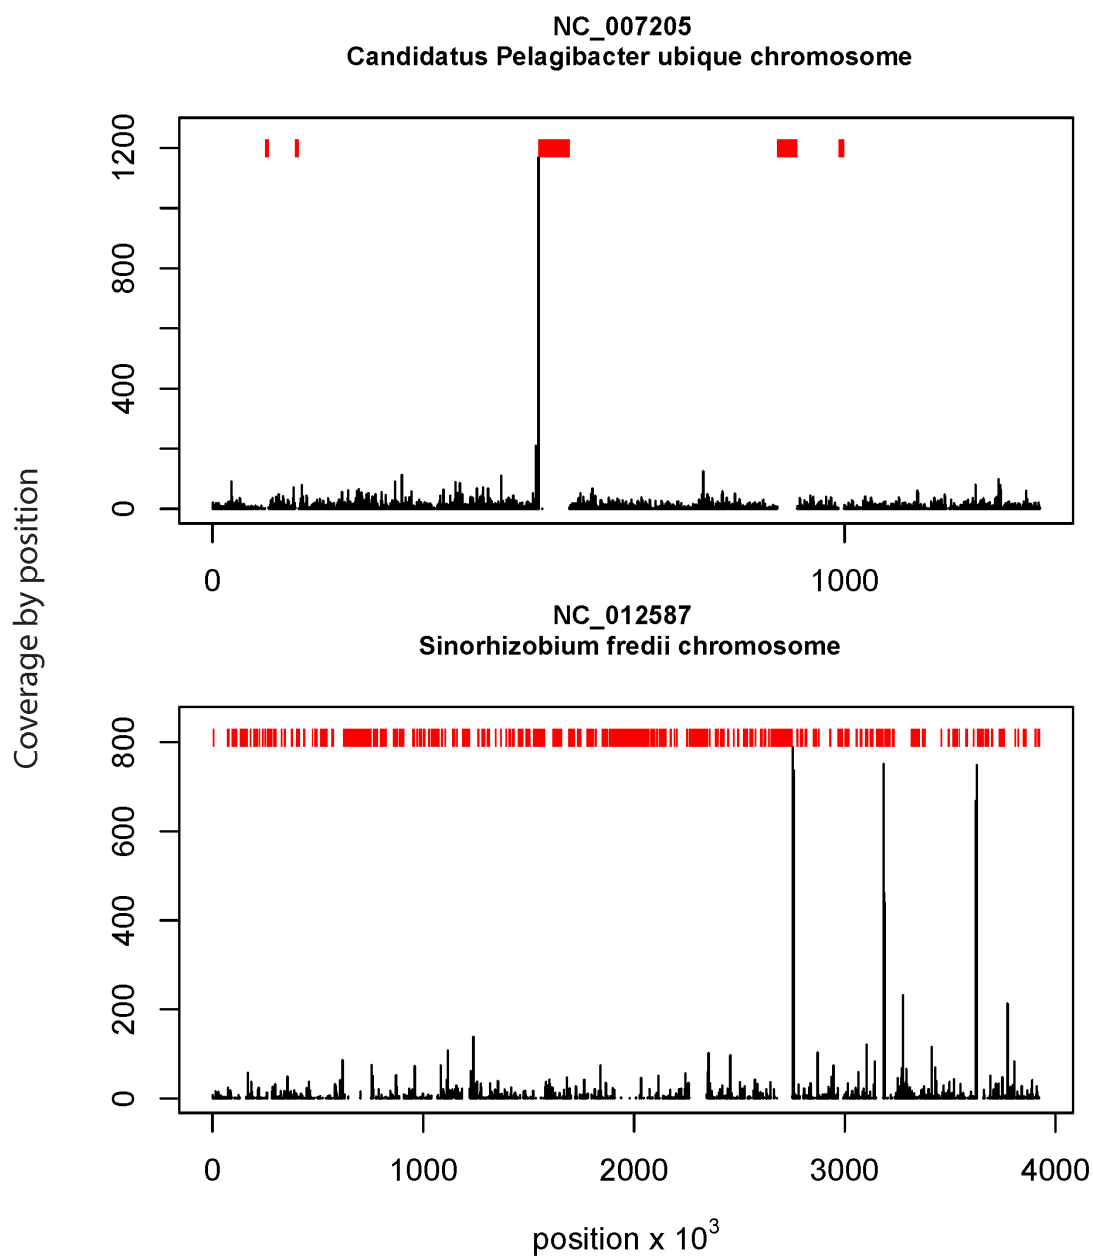 NC_007205
Candidatus Pelagibacter ubique chromosome
1200
800
400
0
0
1000
Coverage by position
NC_012587
Sinorhizobium fredii chromosome
800
600
400
200
0
0
1000
2000
3000
4000
position x 10³